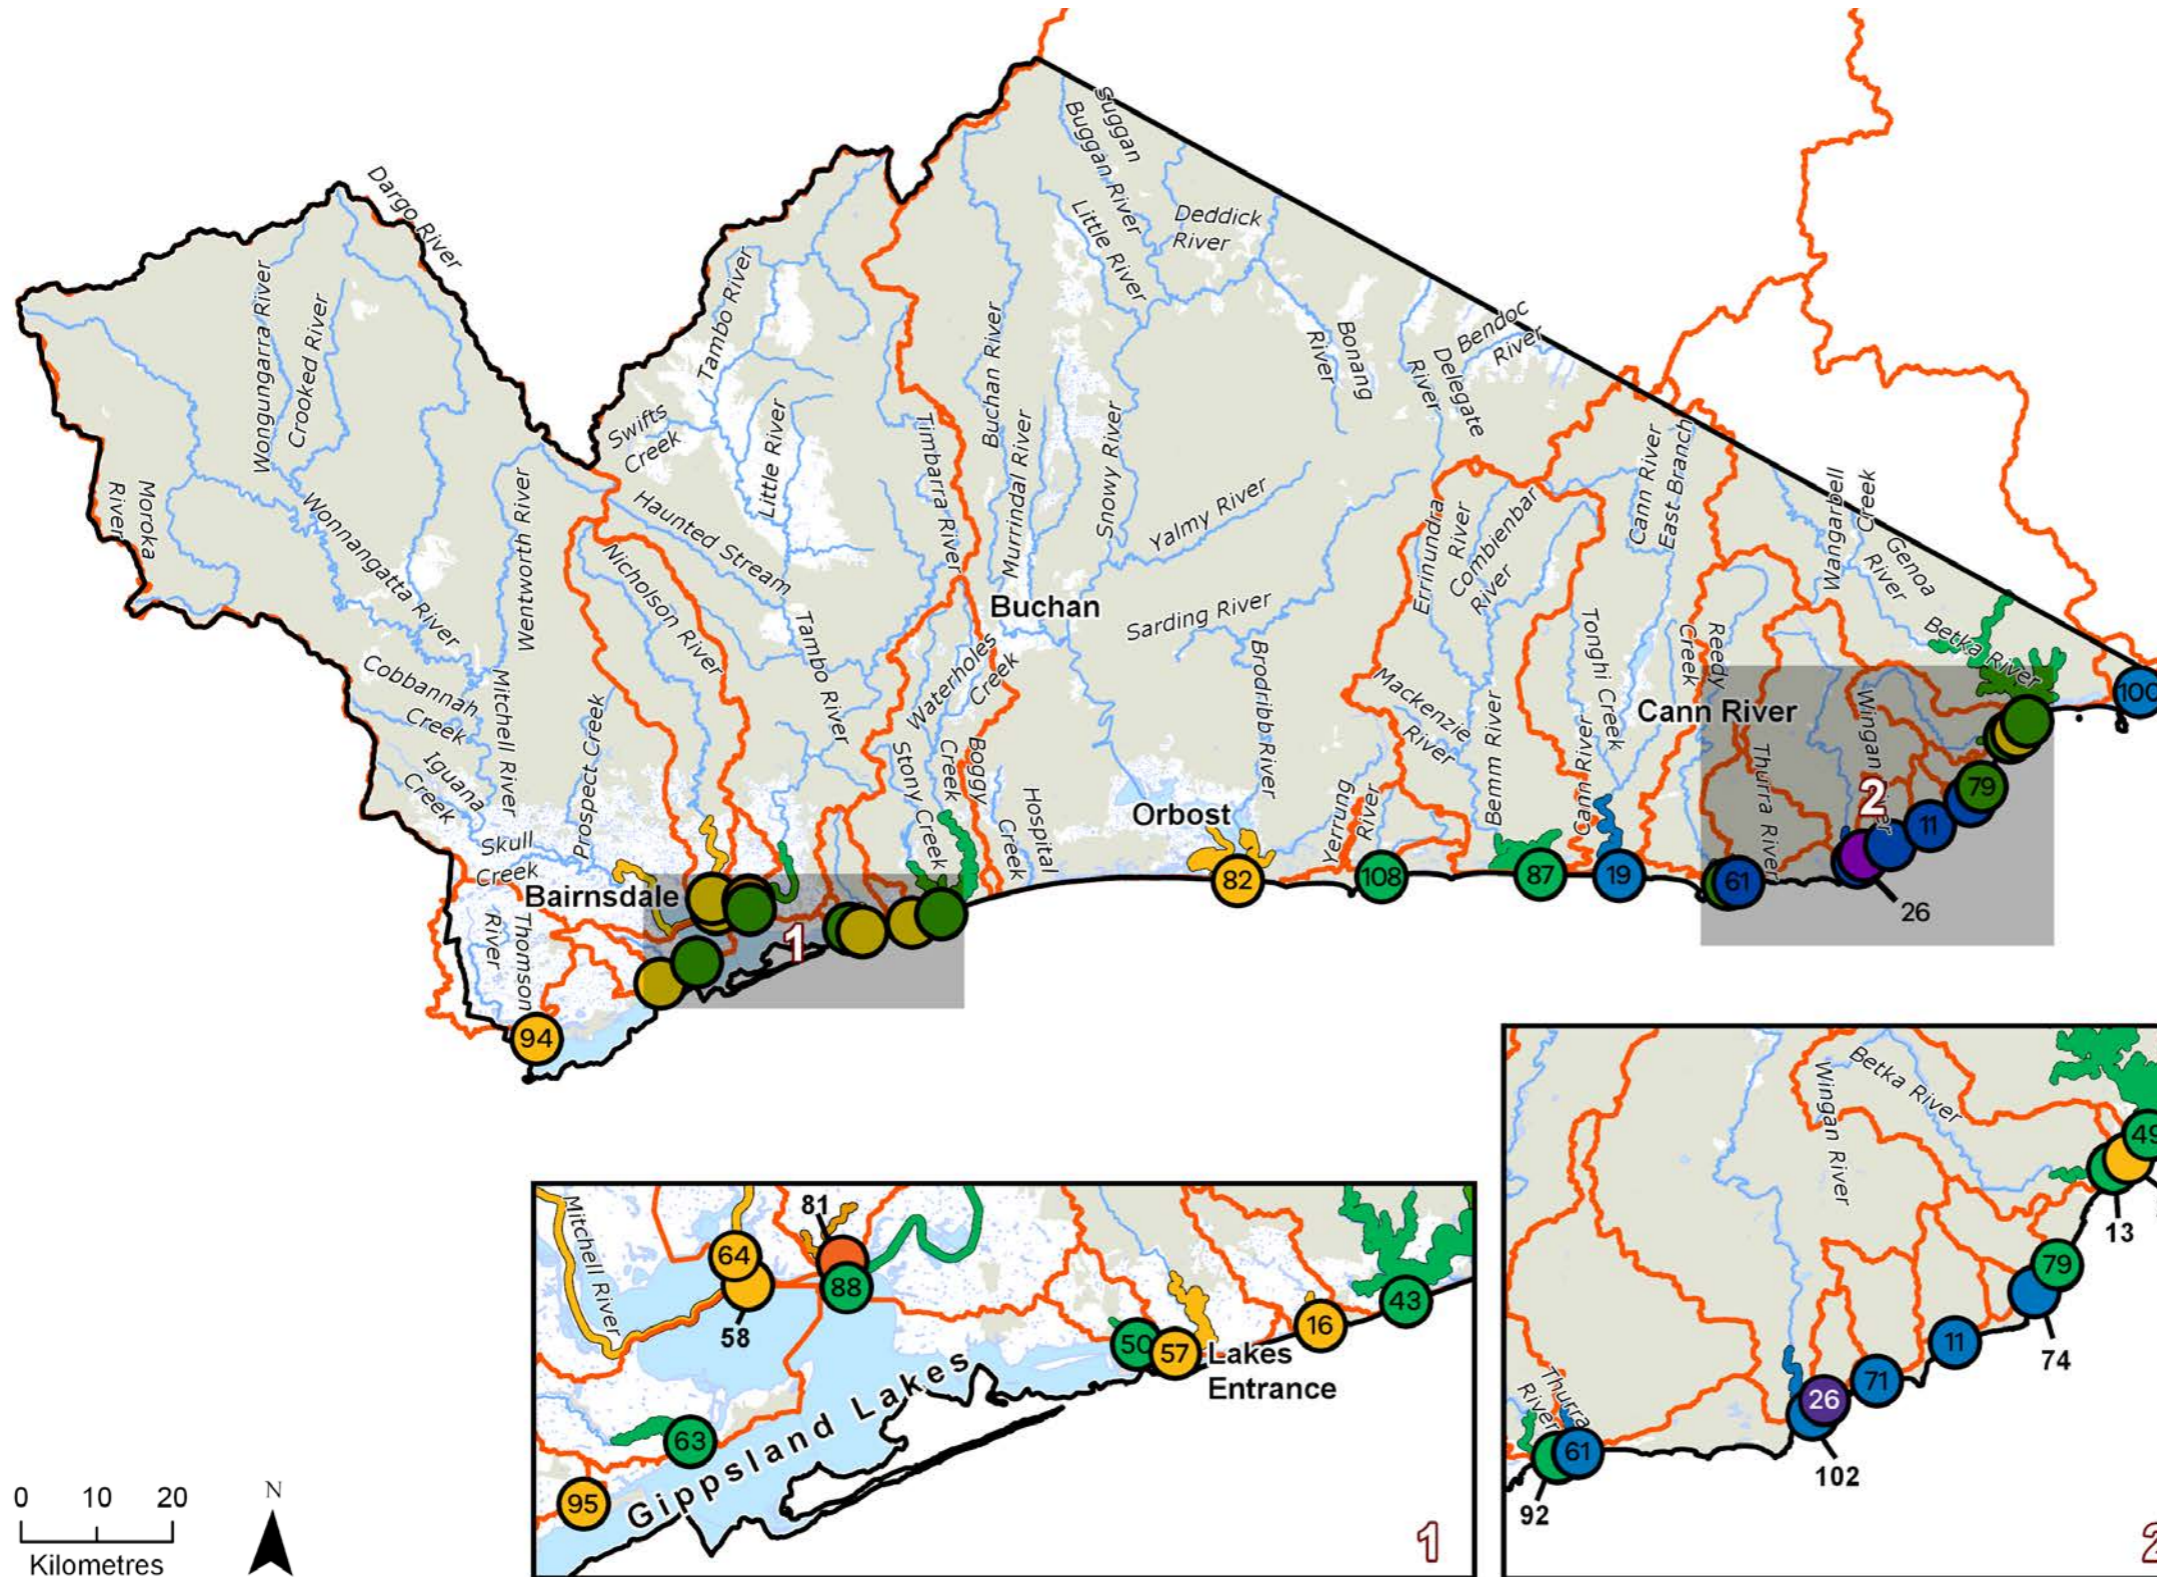 Dargo River
Suggan
Buggan River
Little River
Deddick
River
Wongungarra River
Crooked River
Tambo River
Buchan River
Bonang
River
Bendoc
River
Delegate
River
Swifts
Creek
Little River
Timbarra River
Murrindal River
Snowy River
Yalmy River
Moroka
River
Wonnangatta River
Wentworth River
Haunted Stream
Nicholson River
Errinundra
River
Combienbar
River
Cann River
East Branch
Wangarabell
Creek
Genoa
River
Buchan
Sarding River
Tambo River
Waterholes
Creek
Brodribb River
Tonghi Creek
Reedy
Creek
Betka River
Cobbannah
Creek
Mitchell River
Prospect Creek
Mackenzie
River
Bemm River
Cann River
Cann River
Wingan
River
100
Iguana
Creek
Stony Creek
Boggy
Creek
Hospital
Creek
Orbost
Yerrung
River
Thurra River
2
79
11
Skull
Creek
Bairnsdale
82
108
87
19
61
26
Thomson
River
1
94
Mitchell River
81
64
58
88
63
95
Gippsland Lakes
50
57
Lakes
Entrance
16
43
1
Betka River
Wingan River
49
13
79
74
11
71
26
102
Thurra
River
61
92
2
0 10 20
Kilometres
N